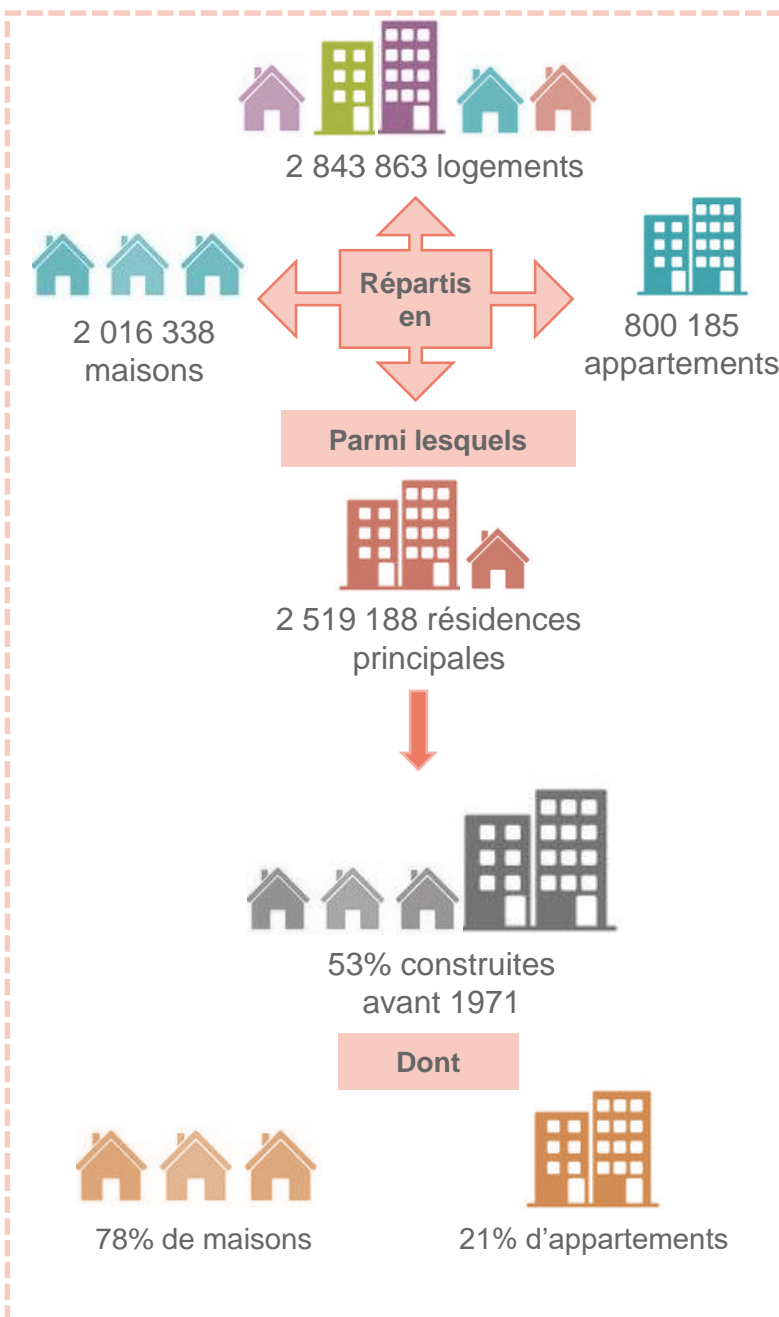 2 843 863 logements
Répartis
en
2 016 338
maisons
800 185
appartements
Parmi lesquels
2 519 188 résidences
principales
53% construites
avant 1971
Dont
78% de maisons
21% d’appartements